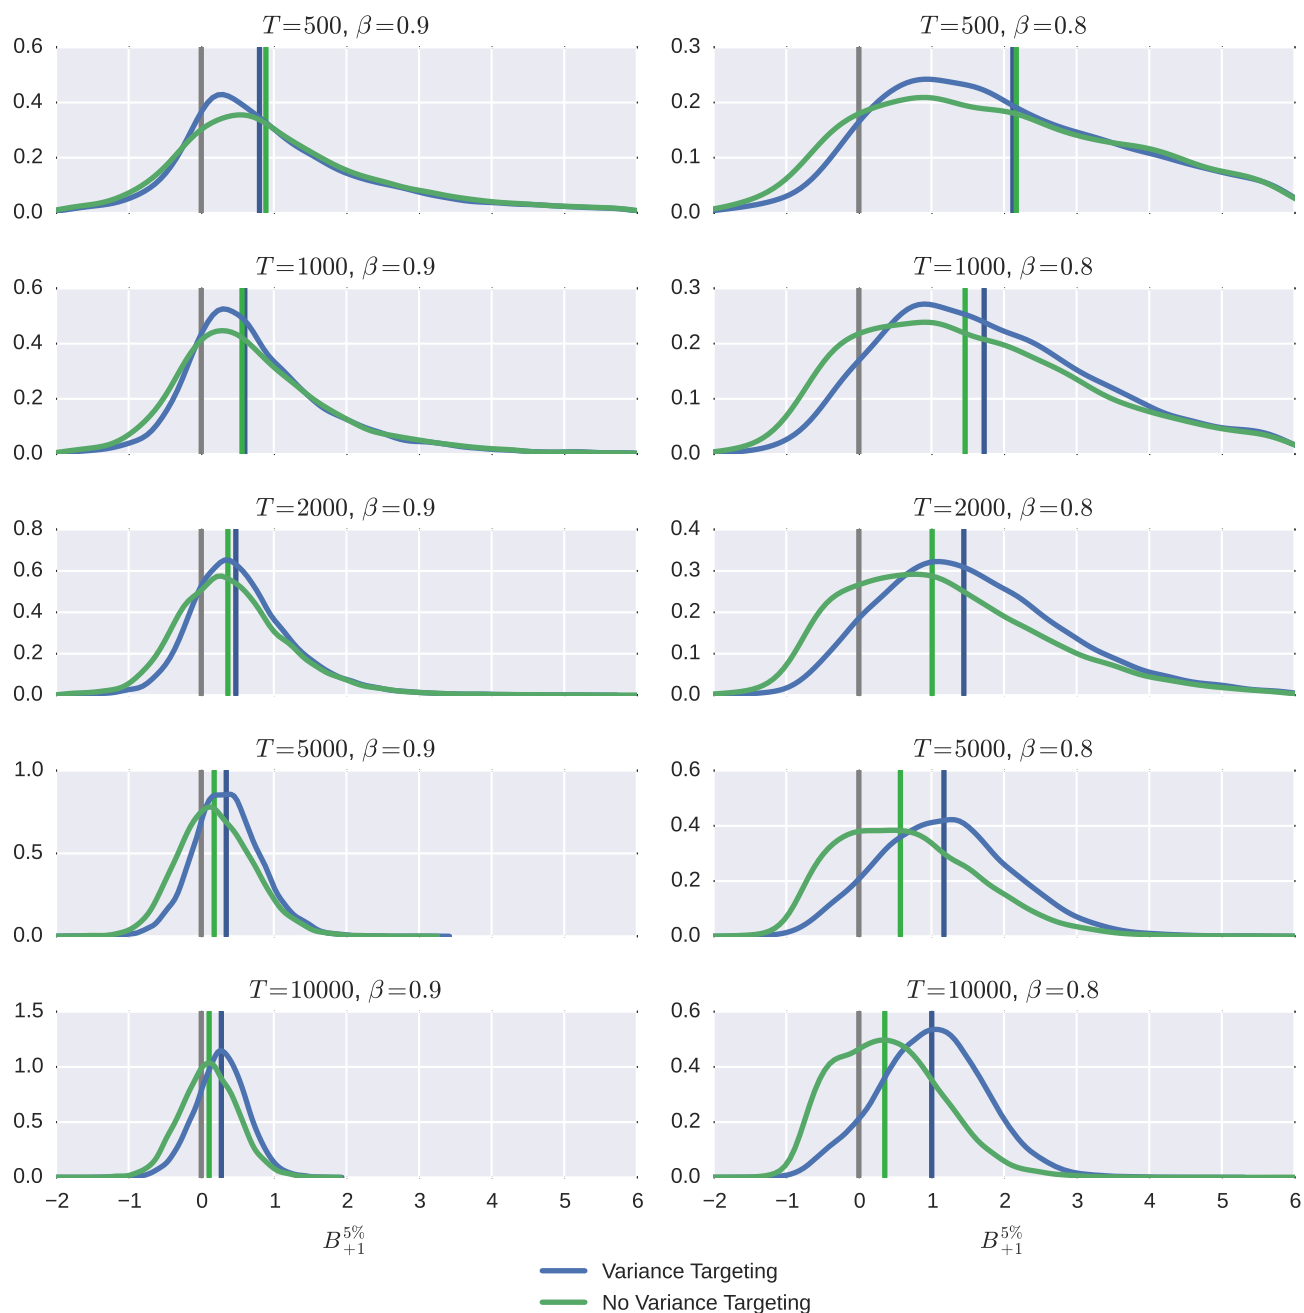 T=500, β=0.9
T=500, β=0.8
0.6
0.4
0.2
0.0
0.3
0.2
0.1
0.0
T=1000, β=0.9
T=1000, β=0.8
0.6
0.4
0.2
0.0
0.3
0.2
0.1
0.0
T=2000, β=0.9
T=2000, β=0.8
0.8
0.6
0.4
0.2
0.0
0.4
0.3
0.2
0.1
0.0
T=5000, β=0.9
T=5000, β=0.8
1.0
0.5
0.0
0.6
0.4
0.2
0.0
T=10000, β=0.9
T=10000, β=0.8
1.5
1.0
0.5
0.0
0.6
0.4
0.2
0.0
−2 −1 0 1 2 3 4 5 6
−2 −1 0 1 2 3 4 5 6
B^{5%}_{+1}
B^{5%}_{+1}
Variance Targeting
No Variance Targeting